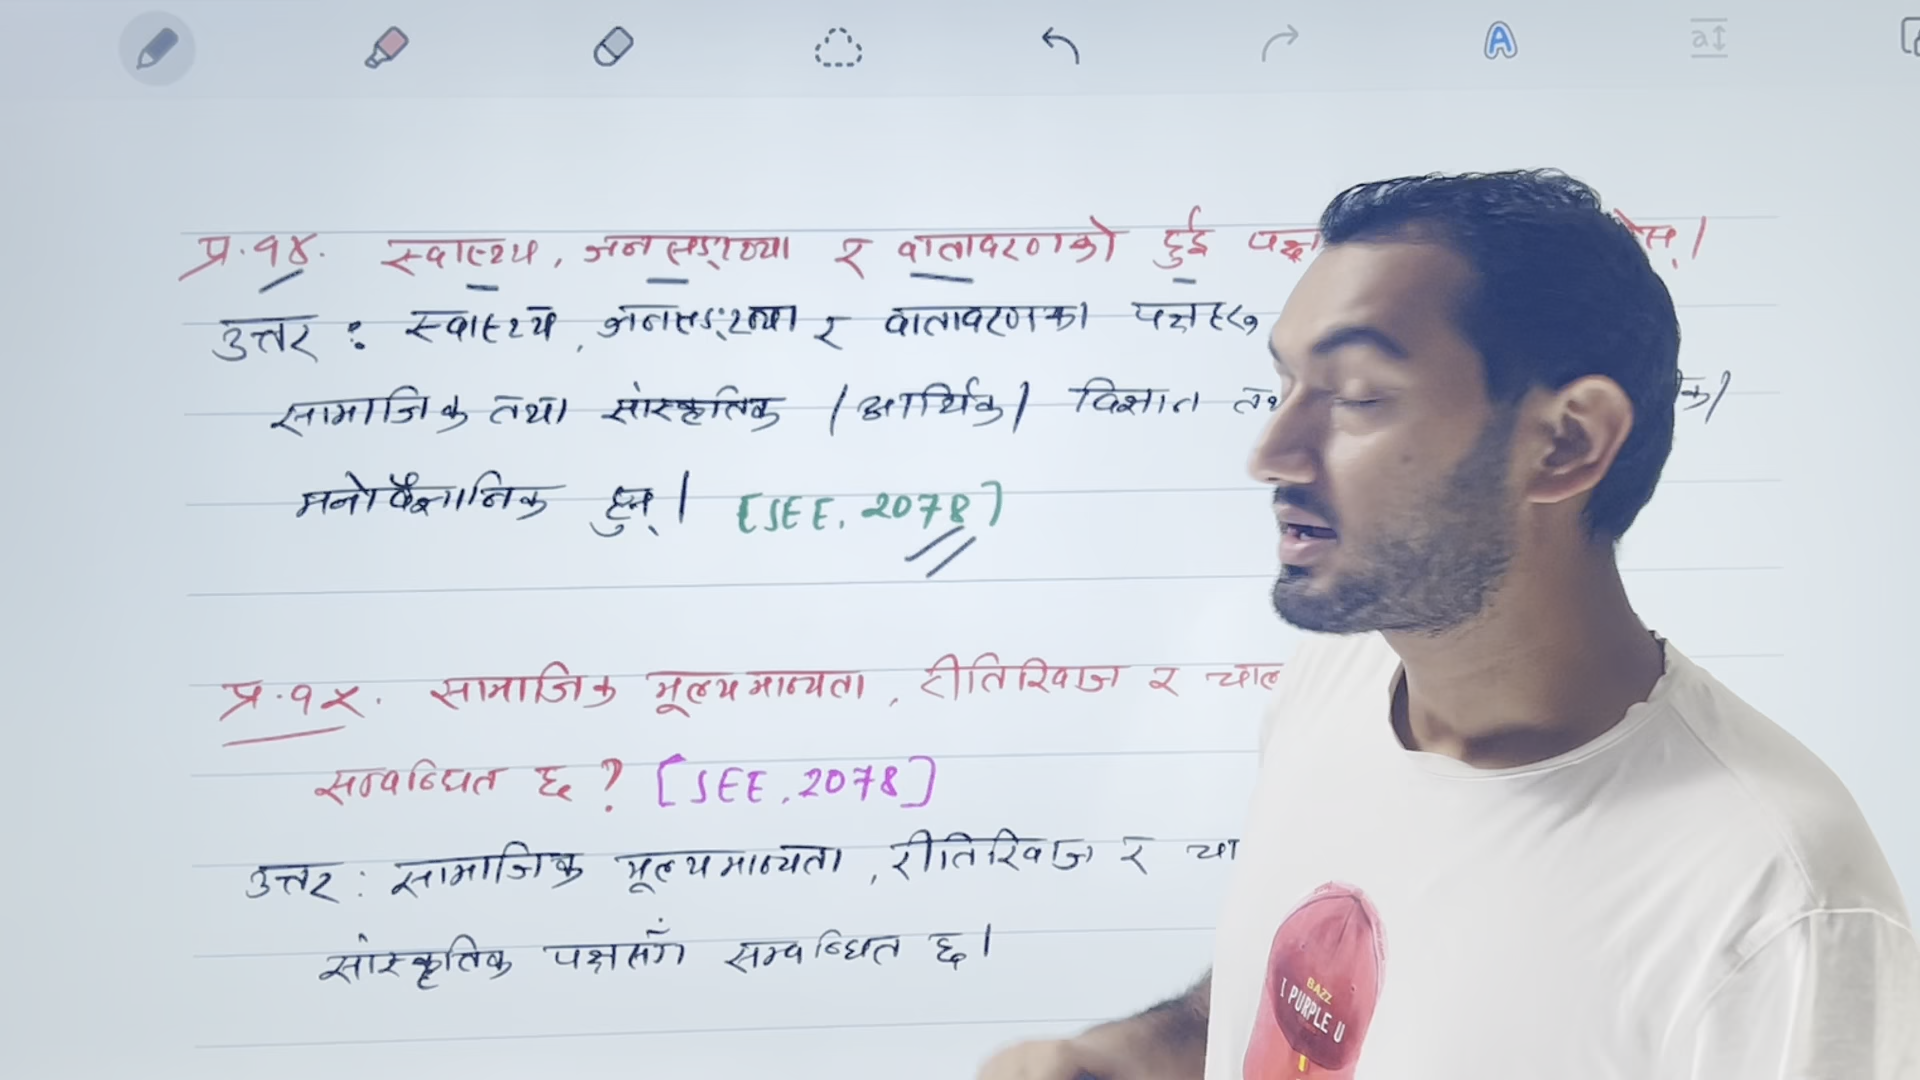 प्र.१४. स्वास्थ्य, जनसङ्ख्या र वातावरणको दुई पक्ष
उत्तर : स्वास्थ्य, जनसङ्ख्या र वातावरणका पक्षहरू
सामाजिक तथा सांस्कृतिक / आर्थिक / विज्ञान
मनोवैज्ञानिक हुन्। [SEE, 2078]
प्र.१५. सामाजिक मूल्यमान्यता, रीतिरिवाज र
सम्बन्धित छ ? [SEE, 2078]
उत्तर : सामाजिक मूल्यमान्यता, रीतिरिवाज र
सांस्कृतिक पक्षसँग सम्बन्धित छ।
BAZZ
I PURPLE U